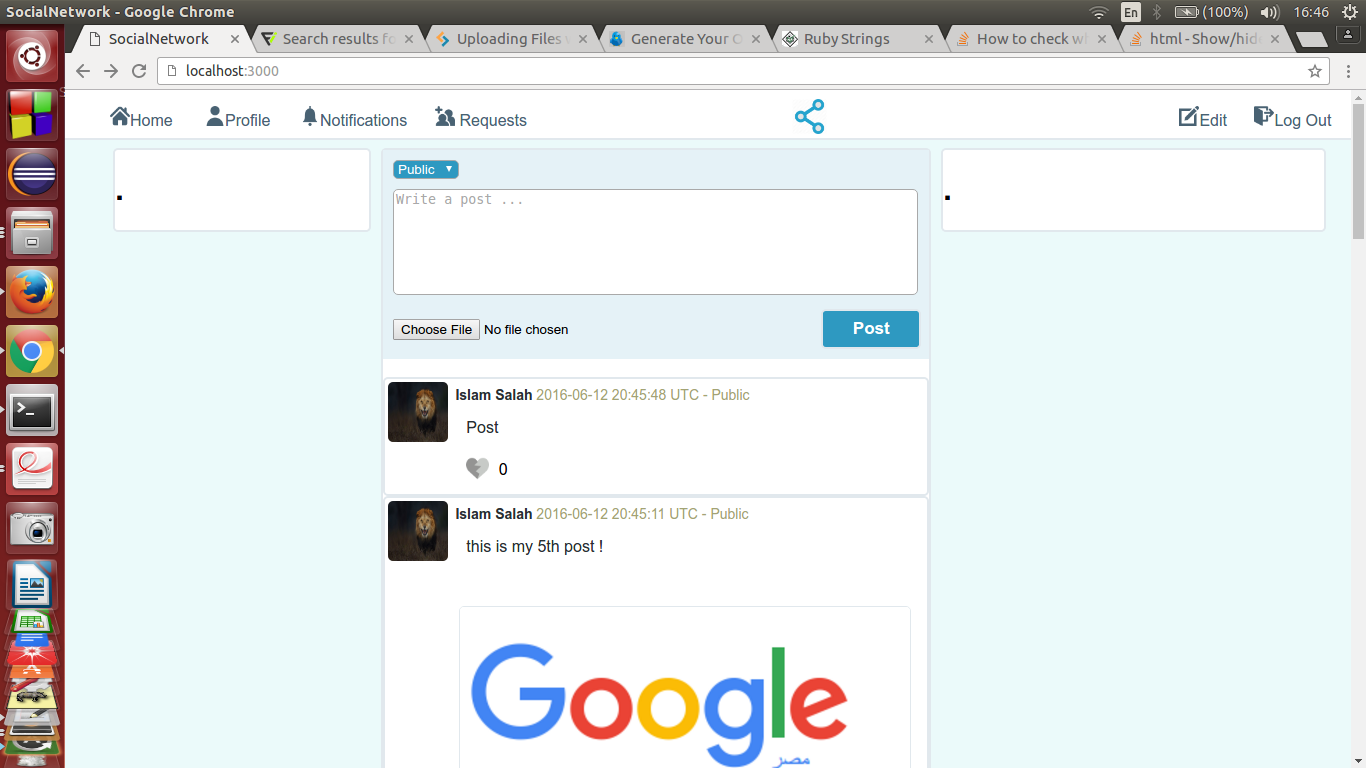 SocialNetwork - Google Chrome
En
(100%)
16:46
SocialNetwork
Search results fo
Uploading Files
Generate Your
Ruby Strings
How to check w
html - Show/hid
localhost:3000
Home
Profile
Notifications
Requests
Edit
Log Out
Public
Write a post ...
Choose File No file chosen
Post
Islam Salah 2016-06-12 20:45:48 UTC - Public
Post
0
Islam Salah 2016-06-12 20:45:11 UTC - Public
this is my 5th post !
Google
مصر